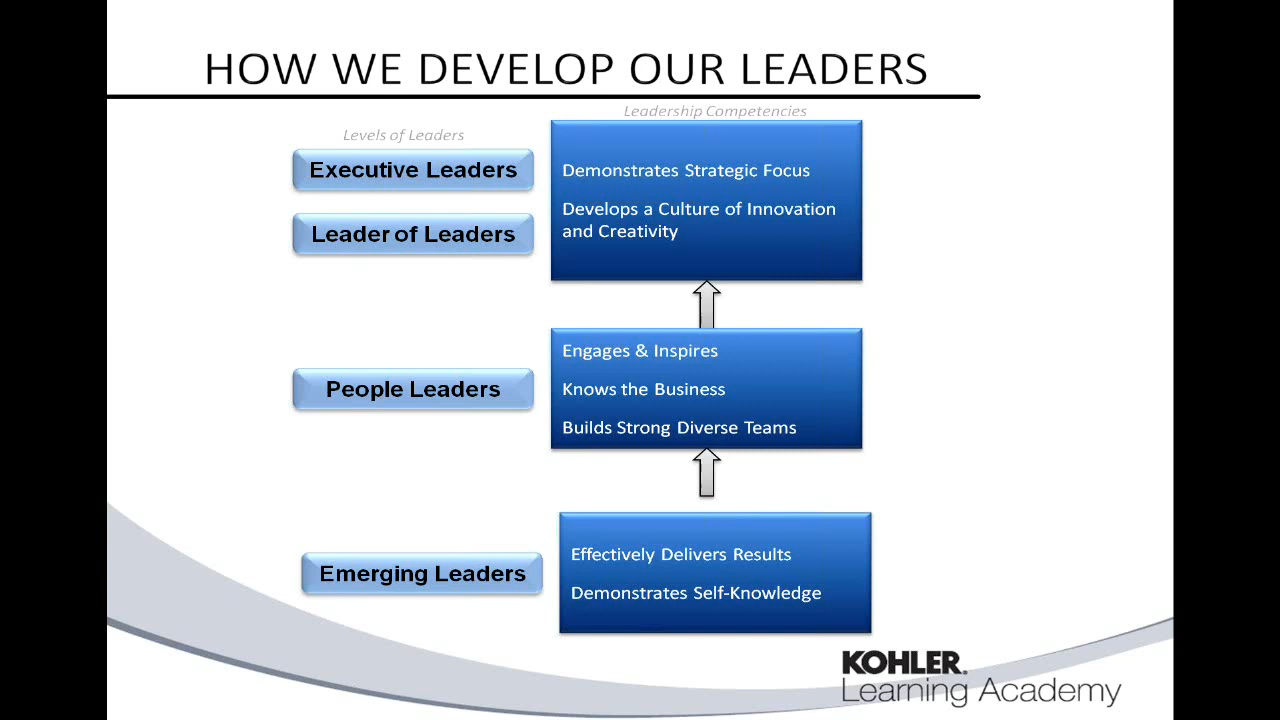 HOW WE DEVELOP OUR LEADERS
Leadership Competencies
Levels of Leaders
Executive Leaders
Demonstrates Strategic Focus
Develops a Culture of Innovation
and Creativity
Leader of Leaders
Engages & Inspires
People Leaders
Knows the Business
Builds Strong Diverse Teams
Effectively Delivers Results
Emerging Leaders
Demonstrates Self-Knowledge
KOHLER.
Learning Academy